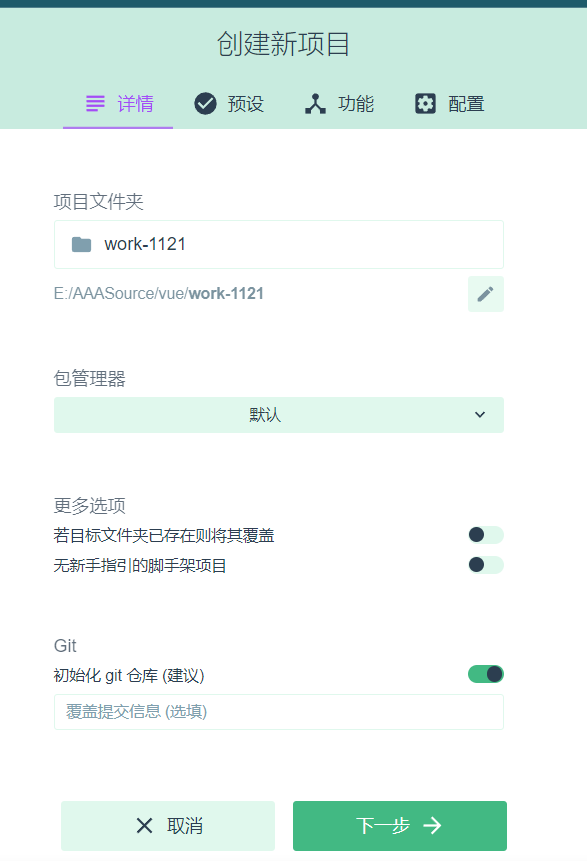 创建新项目
详情 预设 功能 配置
项目文件夹
work-1121
E:/AAASource/vue/work-1121
包管理器
默认
更多选项
若目标文件夹已存在则将其覆盖
无新手指引的脚手架项目
Git
初始化 git 仓库 (建议)
覆盖提交信息 (选填)
取消 下一步